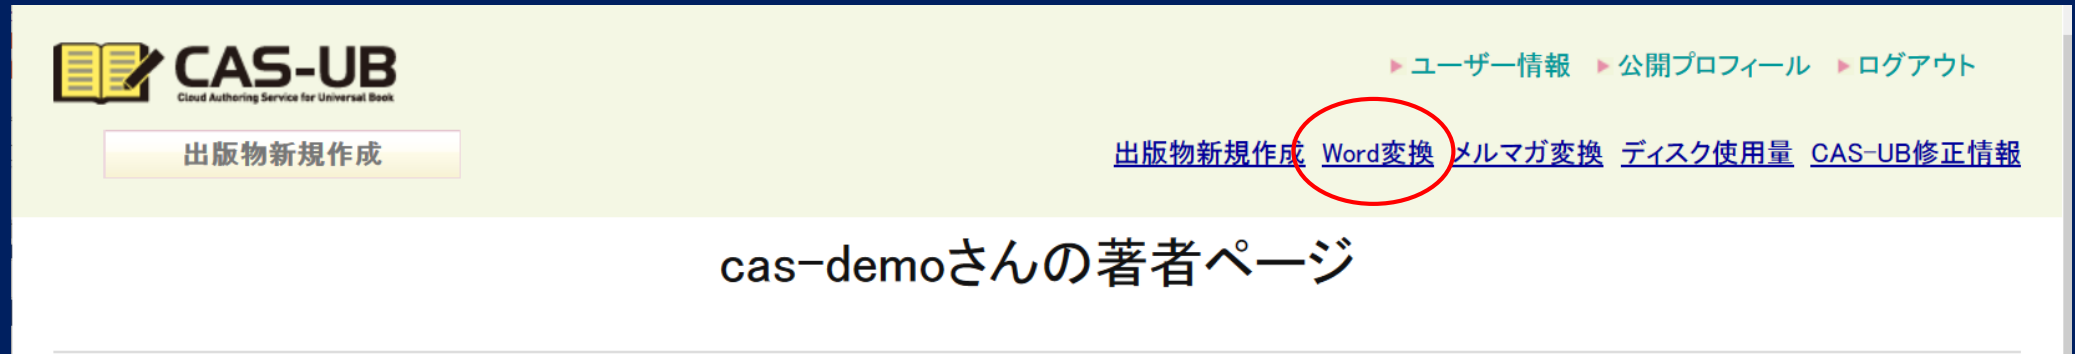 CAS-UB
Cloud Authoring Service for Universal Book
ユーザー情報 公開プロフィール ログアウト
出版物新規作成
出版物新規作成 Word変換 メルマガ変換 ディスク使用量 CAS-UB修正情報
cas-demoさんの著者ページ